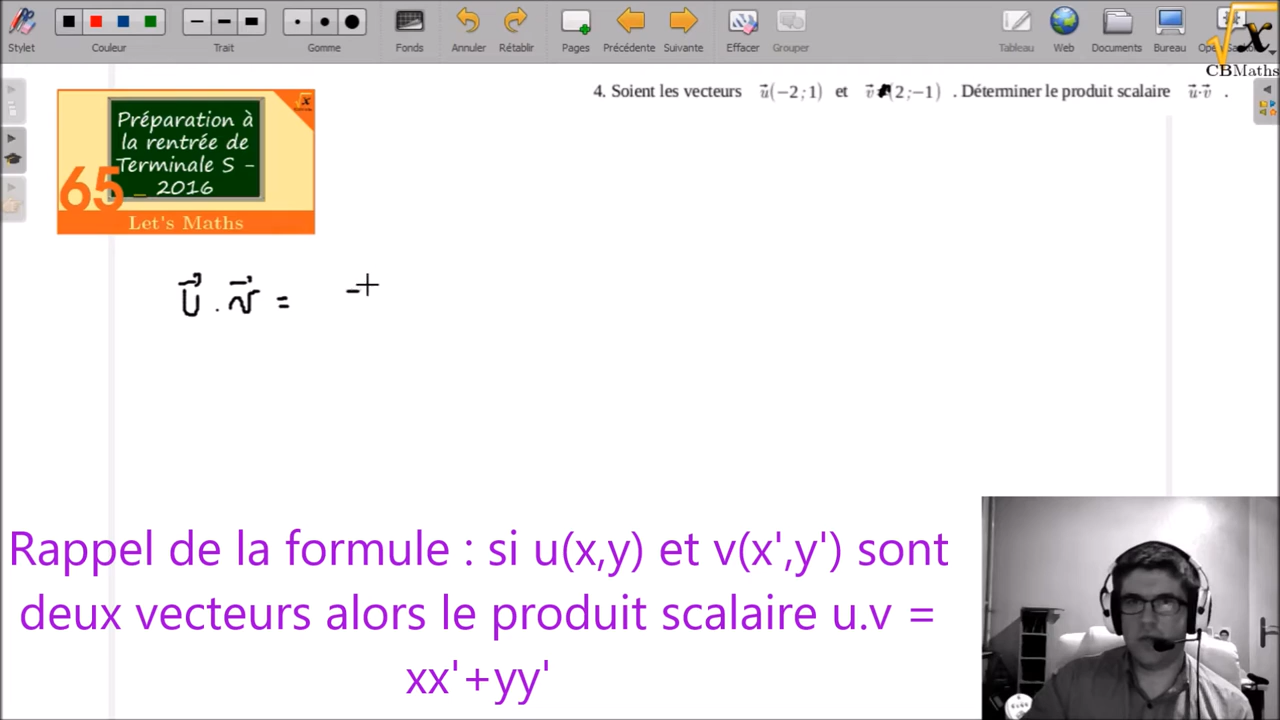 Stylet
Couleur
Trait
Gomme
Fonds
Annuler
Rétablir
Pages
Précédente
Suivante
Effacer
Grouper
Tableau
Web
Documents
Bureau
CBMaths
4. Soient les vecteurs u⃗(−2 ; 1) et v⃗ (2 ; −1) . Déterminer le produit scalaire u⃗·v⃗ .
Préparation à
la rentrée de
Terminale S -
2016
65
Let's Maths
U⃗ . v⃗ = -
Rappel de la formule : si u(x,y) et v(x',y') sont
deux vecteurs alors le produit scalaire u.v =
xx'+yy'